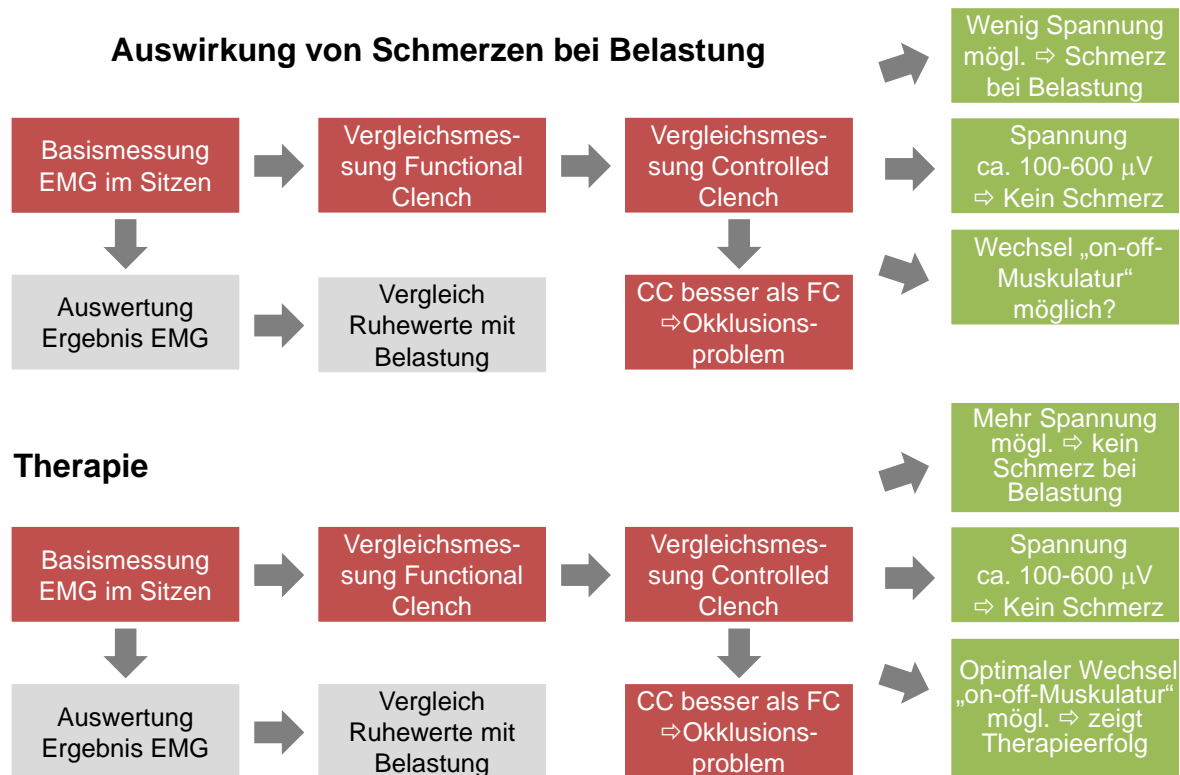 Auswirkung von Schmerzen bei Belastung
Wenig Spannung
mögl. ⇨ Schmerz
bei Belastung
Basismessung
EMG im Sitzen
Vergleichsmes-
sung Functional
Clench
Vergleichsmes-
sung Controlled
Clench
Spannung
ca. 100-600 μV
⇨ Kein Schmerz
Auswertung
Ergebnis EMG
Vergleich
Ruhewerte mit
Belastung
CC besser als FC
⇨Okklusions-
problem
Wechsel „on-off-
Muskulatur“
möglich?
Therapie
Mehr Spannung
mögl. ⇨ kein
Schmerz bei
Belastung
Basismessung
EMG im Sitzen
Vergleichsmes-
sung Functional
Clench
Vergleichsmes-
sung Controlled
Clench
Spannung
ca. 100-600 μV
⇨ Kein Schmerz
Auswertung
Ergebnis EMG
Vergleich
Ruhewerte mit
Belastung
CC besser als FC
⇨Okklusions-
problem
Optimaler Wechsel
„on-off-Muskulatur“
mögl. ⇨ zeigt
Therapieerfolg